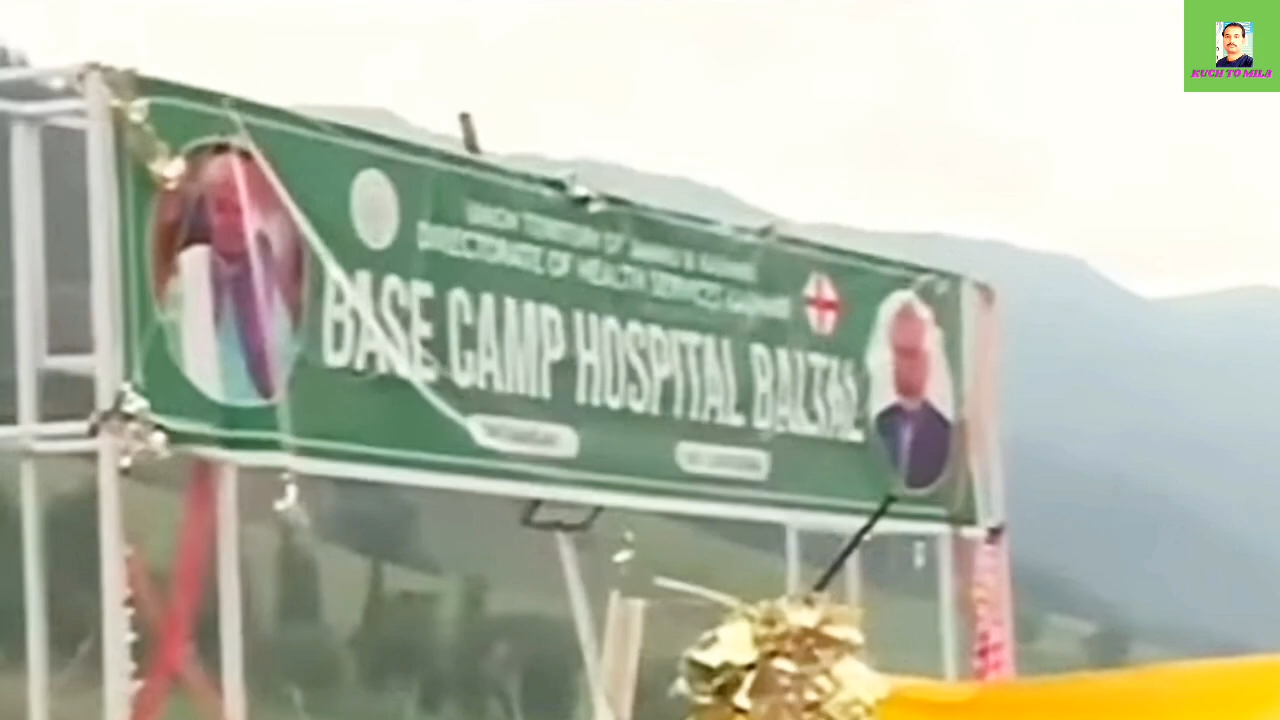 KUCH TO MILA
UNION TERRITORY OF JAMMU & KASHMIR
DIRECTORATE OF HEALTH SERVICES KASHMIR
BASE CAMP HOSPITAL BALTAL